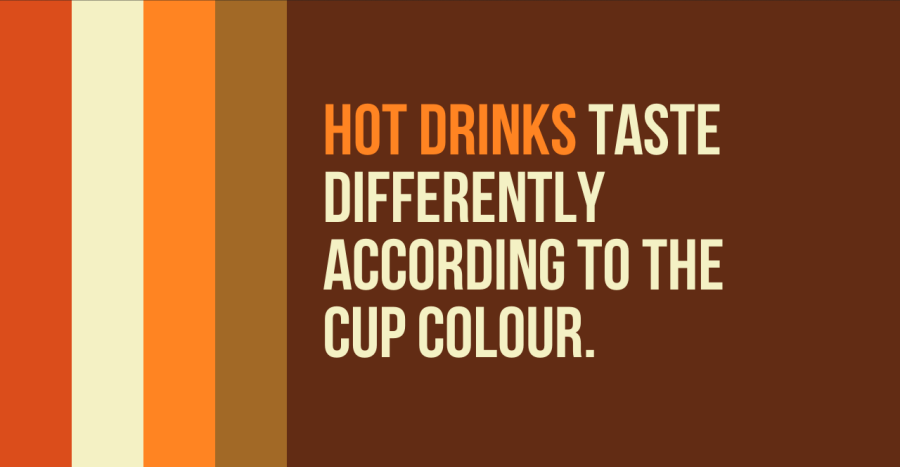 HOT DRINKS TASTE
DIFFERENTLY
ACCORDING TO THE
CUP COLOUR.